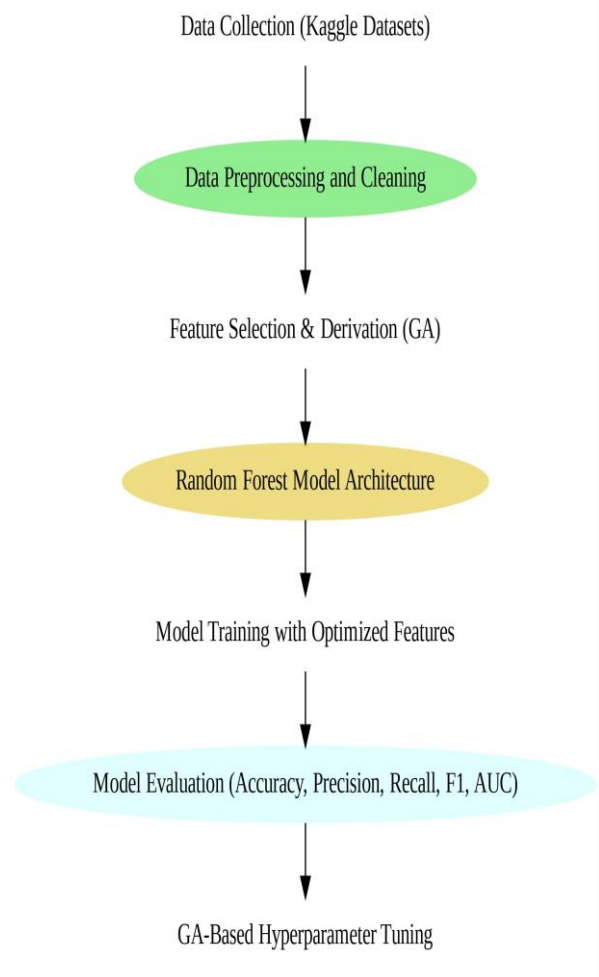 Data Collection (Kaggle Datasets)
Data Preprocessing and Cleaning
Feature Selection & Derivation (GA)
Random Forest Model Architecture
Model Training with Optimized Features
Model Evaluation (Accuracy, Precision, Recall, F1, AUC)
GA-Based Hyperparameter Tuning